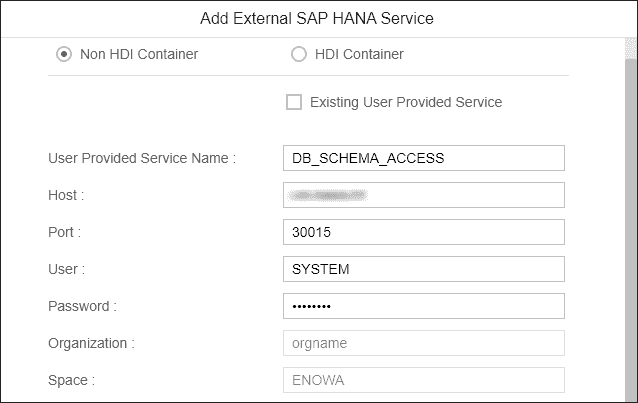 Add External SAP HANA Service
Non HDI Container HDI Container
Existing User Provided Service
User Provided Service Name : DB_SCHEMA_ACCESS
Host :
Port : 30015
User : SYSTEM
Password : ••••••••
Organization : orgname
Space : ENOWA